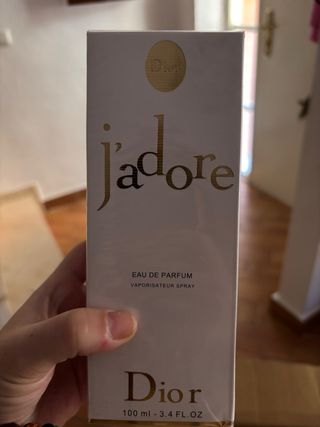 Dior
j'adore
EAU DE PARFUM
VAPORISATEUR SPRAY
Dior
100 ml - 3.4 FL.OZ